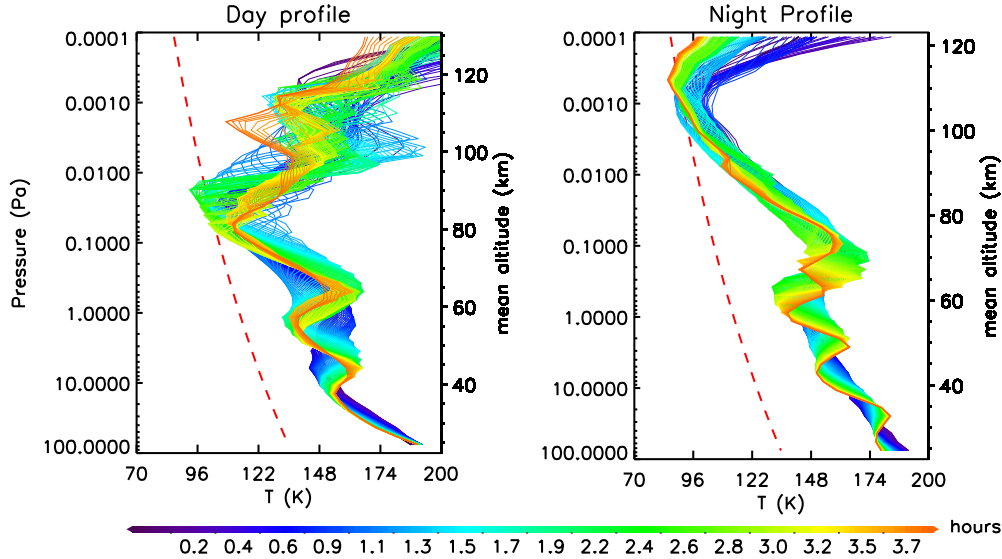 Day profile
Night Profile
Pressure (Pa)
0.0001
0.0010
0.0100
0.1000
1.0000
10.0000
100.0000
70 96 122 148 174 200
T (K)
120
100
80
60
40
mean altitude (km)
0.0001
0.0010
0.0100
0.1000
1.0000
10.0000
100.0000
70 96 122 148 174 200
T (K)
120
100
80
60
40
mean altitude (km)
hours
0.2 0.4 0.6 0.9 1.1 1.3 1.5 1.7 1.9 2.2 2.4 2.6 2.8 3.0 3.2 3.5 3.7